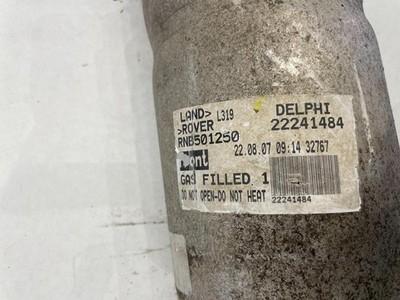 LAND> L319 DELPHI
>ROVER 22241484
RNB501250
22.08.07 09:14 32767
GAS FILLED 1
DO NOT OPEN-DO NOT HEAT 22241484